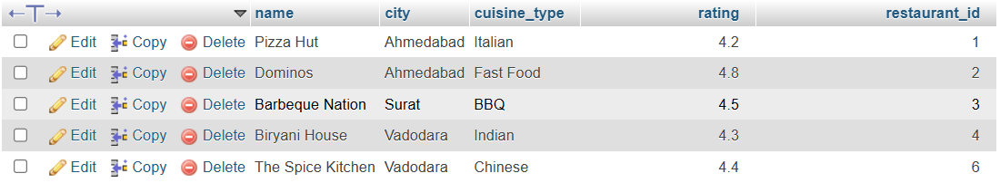 name city cuisine_type rating restaurant_id
Edit Copy Delete Pizza Hut Ahmedabad Italian 4.2 1
Edit Copy Delete Dominos Ahmedabad Fast Food 4.8 2
Edit Copy Delete Barbeque Nation Surat BBQ 4.5 3
Edit Copy Delete Biryani House Vadodara Indian 4.3 4
Edit Copy Delete The Spice Kitchen Vadodara Chinese 4.4 6